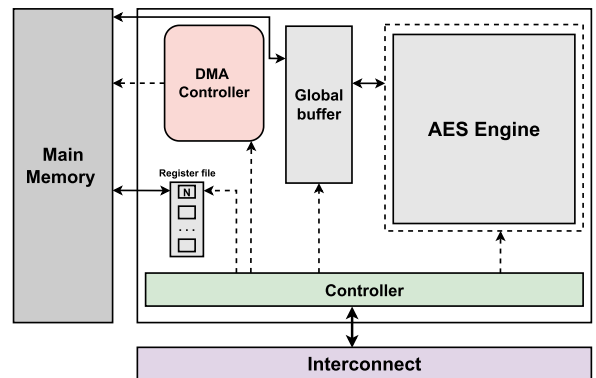 Main
Memory
DMA
Controller
Global
buffer
AES Engine
Register file
N
...
Controller
Interconnect